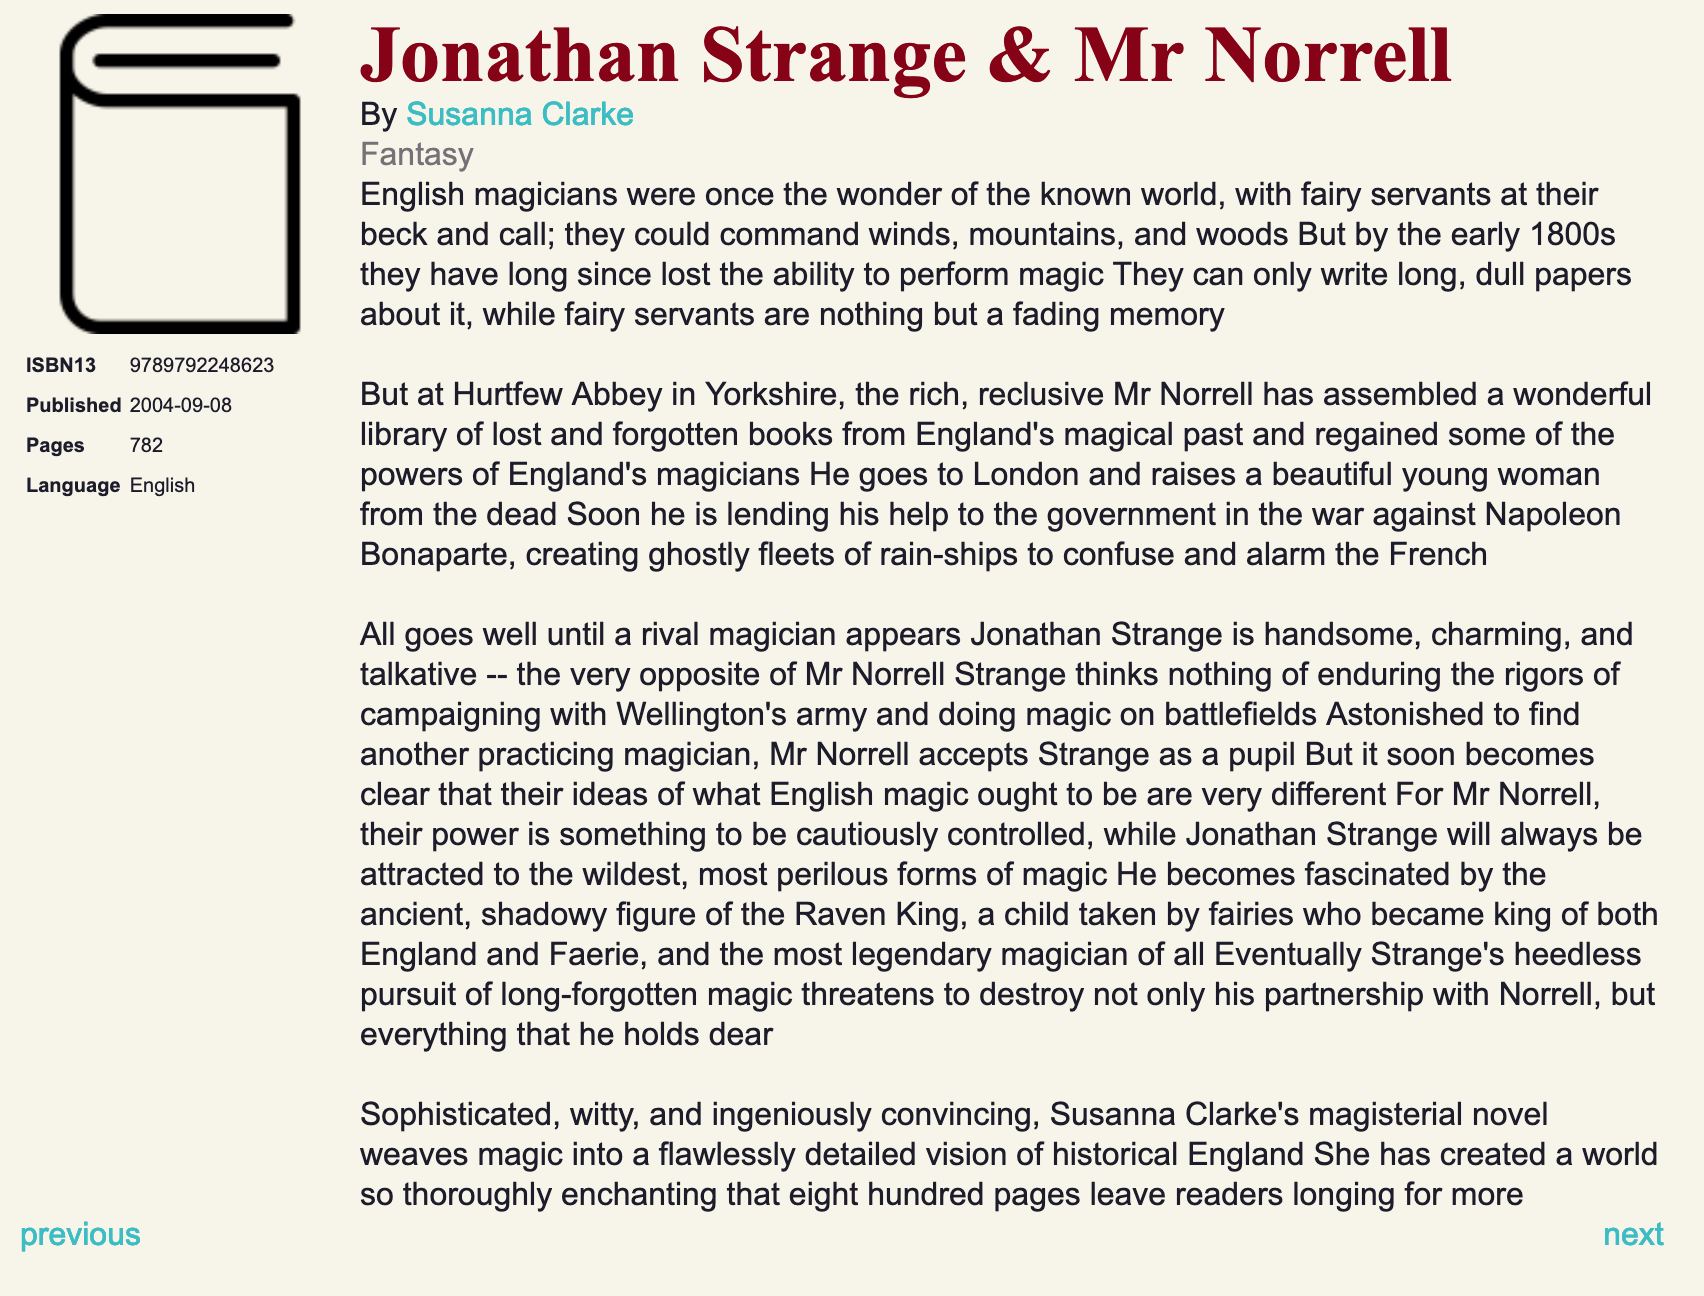 Jonathan Strange & Mr Norrell
By Susanna Clarke
Fantasy
English magicians were once the wonder of the known world, with fairy servants at their
beck and call; they could command winds, mountains, and woods But by the early 1800s
they have long since lost the ability to perform magic They can only write long, dull papers
about it, while fairy servants are nothing but a fading memory
But at Hurtfew Abbey in Yorkshire, the rich, reclusive Mr Norrell has assembled a wonderful
library of lost and forgotten books from England's magical past and regained some of the
powers of England's magicians He goes to London and raises a beautiful young woman
from the dead Soon he is lending his help to the government in the war against Napoleon
Bonaparte, creating ghostly fleets of rain-ships to confuse and alarm the French
All goes well until a rival magician appears Jonathan Strange is handsome, charming, and
talkative -- the very opposite of Mr Norrell Strange thinks nothing of enduring the rigors of
campaigning with Wellington's army and doing magic on battlefields Astonished to find
another practicing magician, Mr Norrell accepts Strange as a pupil But it soon becomes
clear that their ideas of what English magic ought to be are very different For Mr Norrell,
their power is something to be cautiously controlled, while Jonathan Strange will always be
attracted to the wildest, most perilous forms of magic He becomes fascinated by the
ancient, shadowy figure of the Raven King, a child taken by fairies who became king of both
England and Faerie, and the most legendary magician of all Eventually Strange's heedless
pursuit of long-forgotten magic threatens to destroy not only his partnership with Norrell, but
everything that he holds dear
Sophisticated, witty, and ingeniously convincing, Susanna Clarke's magisterial novel
weaves magic into a flawlessly detailed vision of historical England She has created a world
so thoroughly enchanting that eight hundred pages leave readers longing for more
ISBN13 9789792248623
Published 2004-09-08
Pages 782
Language English
previous
next